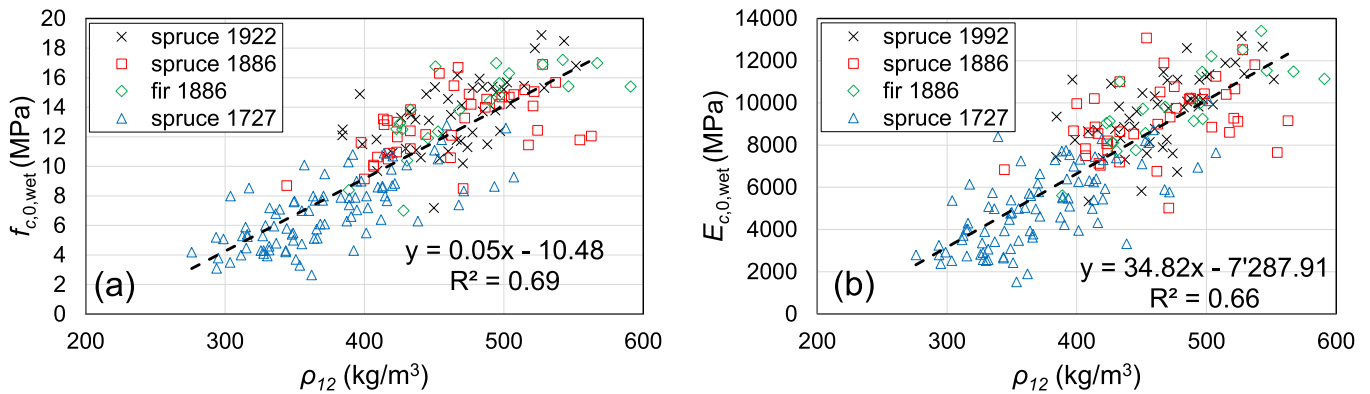 20
18
16
14
12
10
8
6
4
2
0
f_c,0,wet (MPa)
spruce 1922
spruce 1886
fir 1886
spruce 1727
(a)
y = 0.05x - 10.48
R² = 0.69
200 300 400 500 600
ρ_12 (kg/m³)
14000
12000
10000
8000
6000
4000
2000
0
E_c,0,wet (MPa)
spruce 1992
spruce 1886
fir 1886
spruce 1727
(b)
y = 34.82x - 7'287.91
R² = 0.66
200 300 400 500 600
ρ_12 (kg/m³)